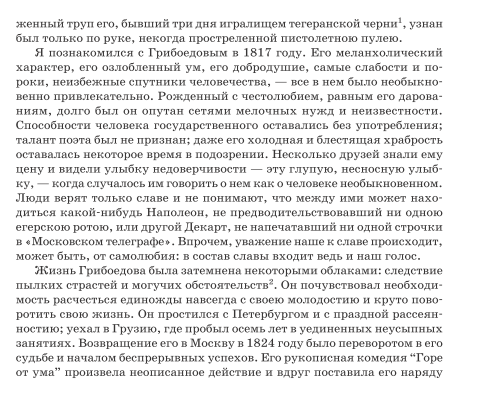 женный труп его, бывший три дня игралищем тегеранской черни¹, узнан
был только по руке, некогда простреленной пистолетною пулею.
Я познакомился с Грибоедовым в 1817 году. Его меланхолический
характер, его озлобленный ум, его добродушие, самые слабости и по-
роки, неизбежные спутники человечества, — все в нем было необыкно-
венно привлекательно. Рожденный с честолюбием, равным его дарова-
ниям, долго был он опутан сетями мелочных нужд и неизвестности.
Способности человека государственного оставались без употребления;
талант поэта был не признан; даже его холодная и блестящая храбрость
оставалась некоторое время в подозрении. Несколько друзей знали ему
цену и видели улыбку недоверчивости — эту глупую, несносную улыб-
ку, — когда случалось им говорить о нем как о человеке необыкновенном.
Люди верят только славе и не понимают, что между ими может нахо-
диться какой-нибудь Наполеон, не предводительствовавший ни одною
егерскою ротою, или другой Декарт, не напечатавший ни одной строчки
в «Московском телеграфе». Впрочем, уважение наше к славе происходит,
может быть, от самолюбия: в состав славы входит ведь и наш голос.
Жизнь Грибоедова была затемнена некоторыми облаками: следствие
пылких страстей и могучих обстоятельств². Он почувствовал необходи-
мость расчесться единожды навсегда с своею молодостию и круто пово-
ротить свою жизнь. Он простился с Петербургом и с праздной рассеян-
ностию; уехал в Грузию, где пробыл осемь лет в уединенных неусыпных
занятиях. Возвращение его в Москву в 1824 году было переворотом в его
судьбе и началом беспрерывных успехов. Его рукописная комедия “Горе
от ума” произвела неописанное действие и вдруг поставила его наряду